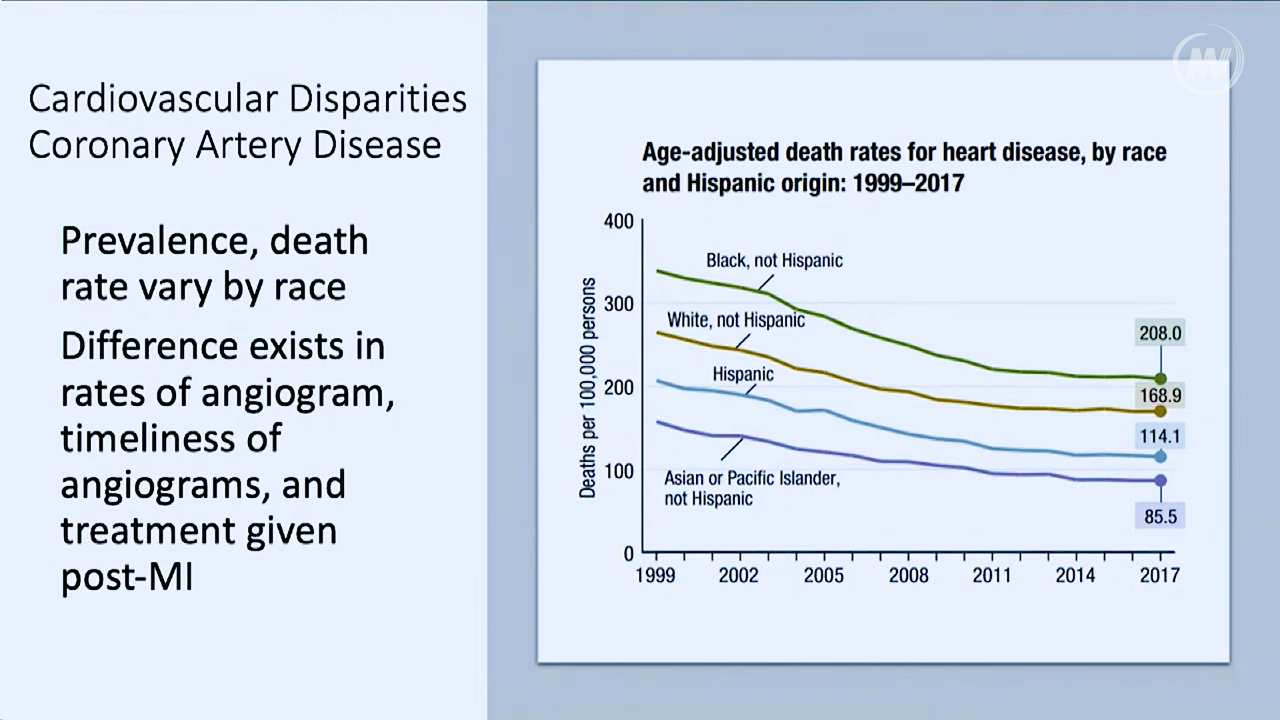 Cardiovascular Disparities
Coronary Artery Disease
Prevalence, death
rate vary by race
Difference exists in
rates of angiogram,
timeliness of
angiograms, and
treatment given
post-MI
Age-adjusted death rates for heart disease, by race
and Hispanic origin: 1999–2017
Deaths per 100,000 persons
400
300
200
100
0
Black, not Hispanic
White, not Hispanic
Hispanic
Asian or Pacific Islander,
not Hispanic
208.0
168.9
114.1
85.5
1999 2002 2005 2008 2011 2014 2017